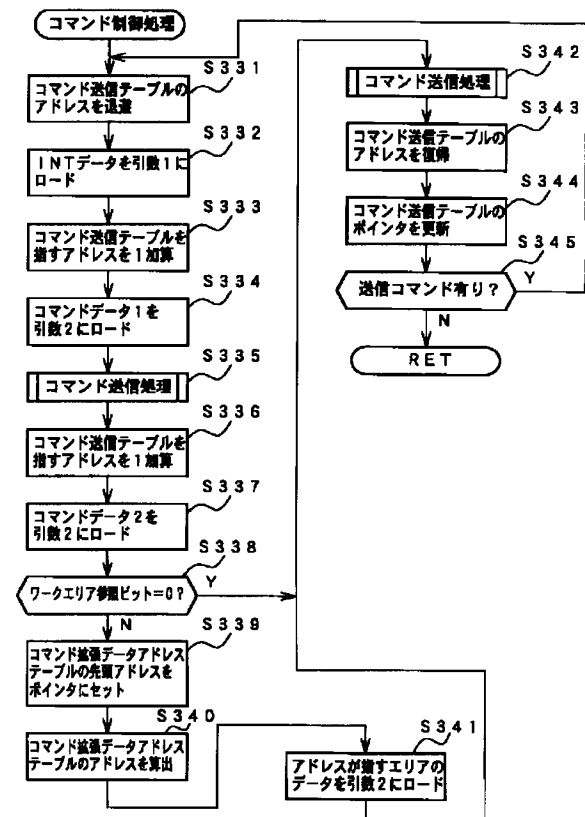 コマンド制御処理
S331
コマンド送信テーブルの
アドレスを退避
S332
INTデータを引数1に
ロード
S333
コマンド送信テーブルを
指すアドレスを1加算
S334
コマンドデータ1を
引数2にロード
S335
コマンド送信処理
S336
コマンド送信テーブルを
指すアドレスを1加算
S337
コマンドデータ2を
引数2にロード
S338
ワークエリア参照ビット=0?
Y
N
S339
コマンド拡張データアドレス
テーブルの先頭アドレスを
ポインタにセット
S340
コマンド拡張データアドレス
テーブルのアドレスを算出
S341
アドレスが指すエリアの
データを引数2にロード
S342
コマンド送信処理
S343
コマンド送信テーブルの
アドレスを復帰
S344
コマンド送信テーブルの
ポインタを更新
S345
送信コマンド有り?
Y
N
RET